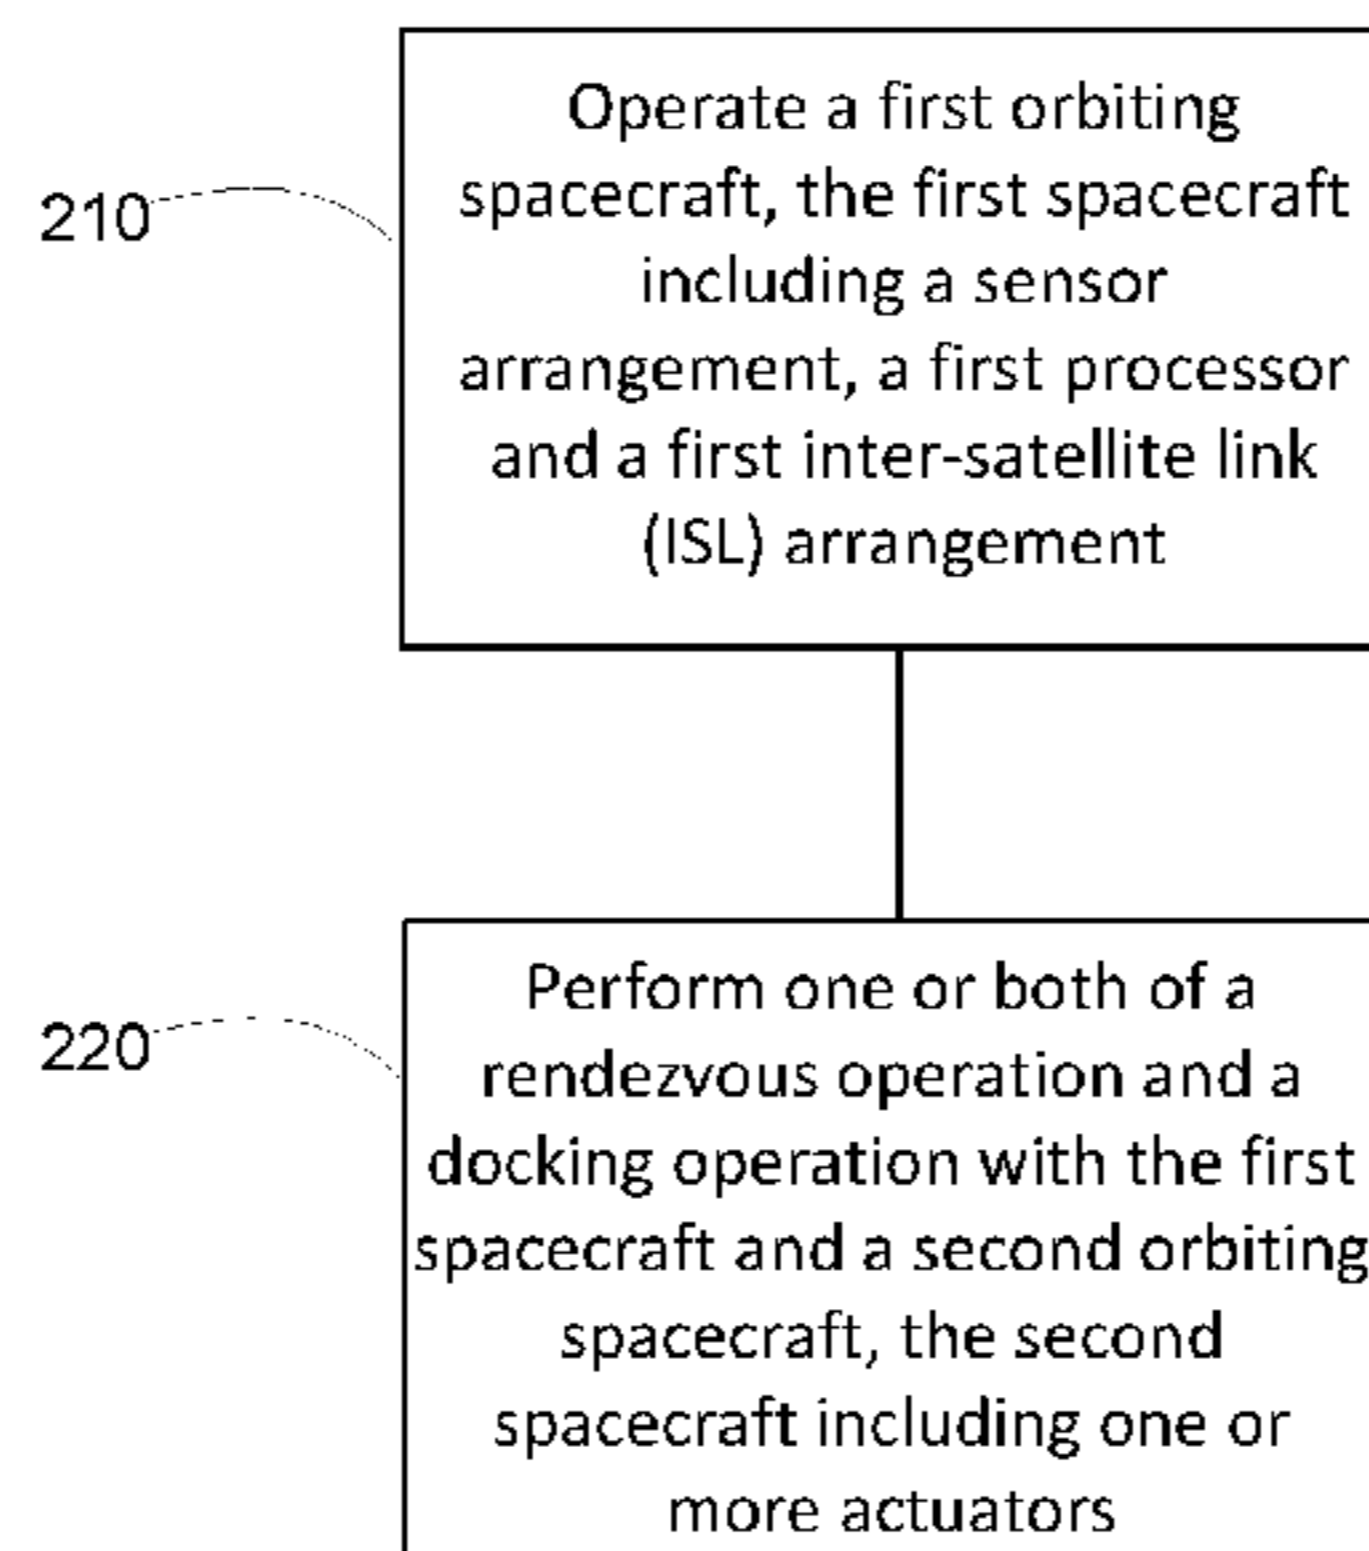 210
Operate a first orbiting
spacecraft, the first spacecraft
including a sensor
arrangement, a first processor
and a first inter-satellite link
(ISL) arrangement
220
Perform one or both of a
rendezvous operation and a
docking operation with the first
spacecraft and a second orbiting
spacecraft, the second
spacecraft including one or
more actuators